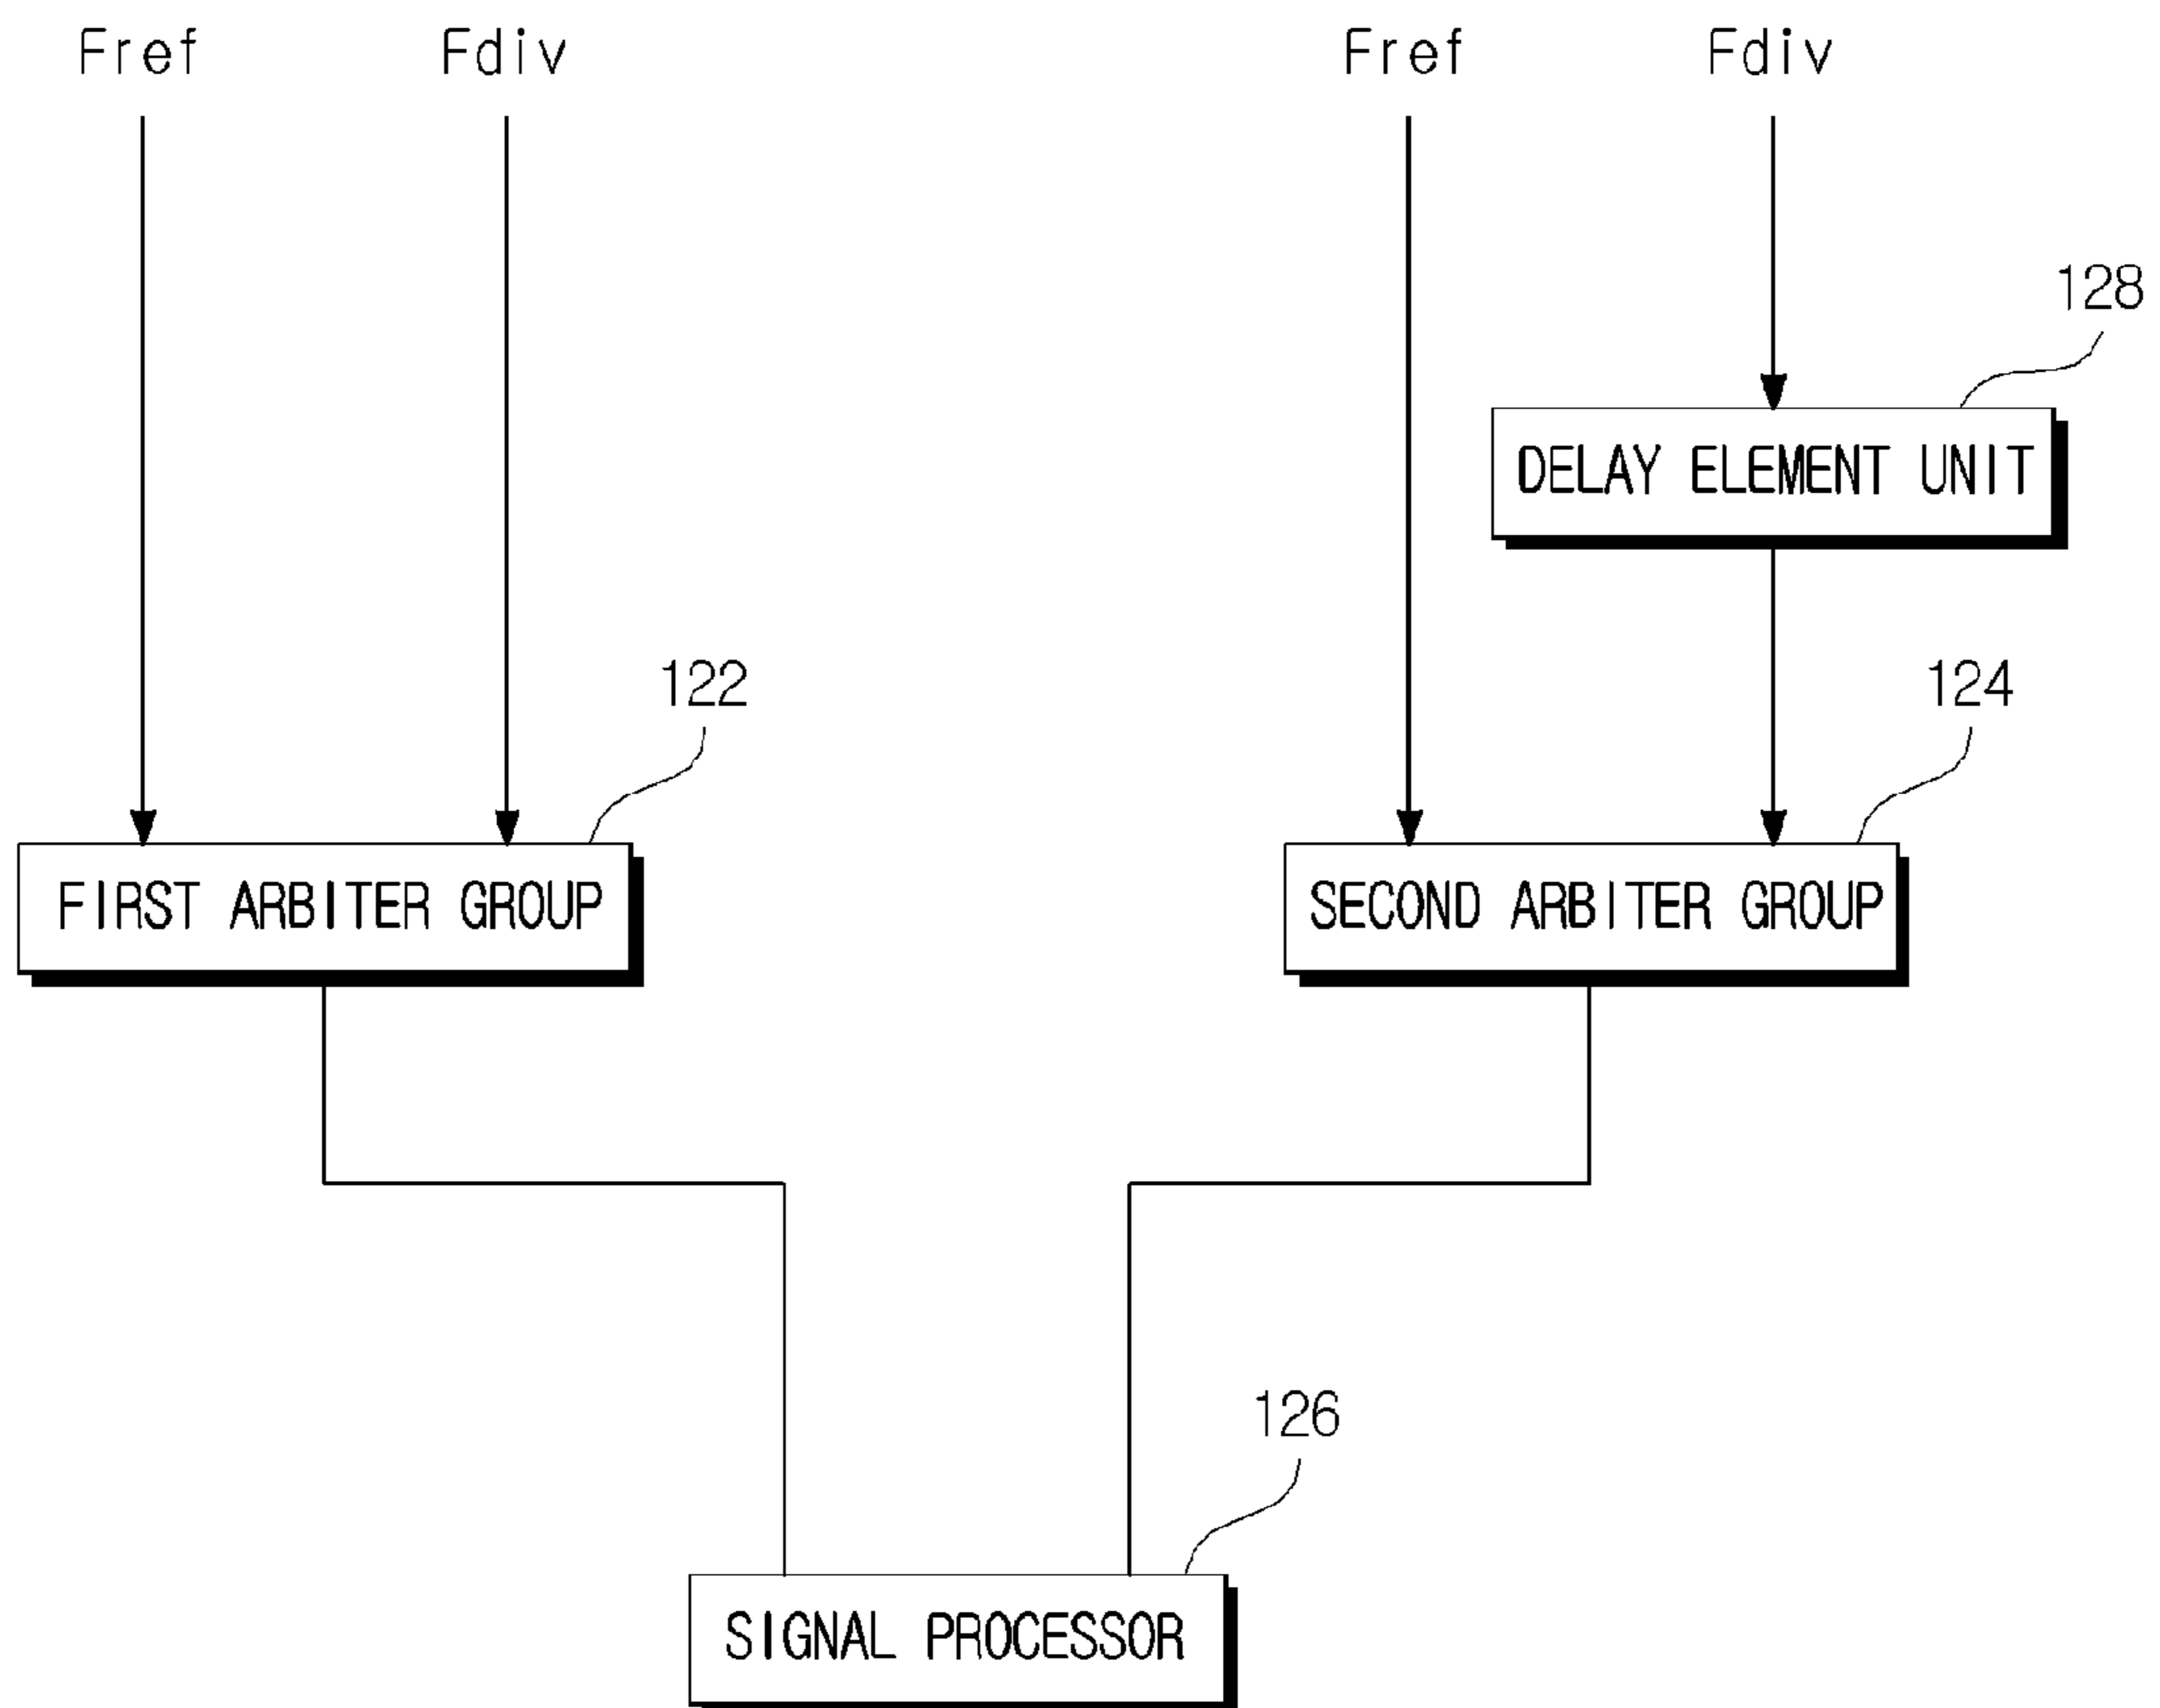 Fref Fdiv Fref Fdiv
128
DELAY ELEMENT UNIT
122 124
FIRST ARBITER GROUP SECOND ARBITER GROUP
126
SIGNAL PROCESSOR